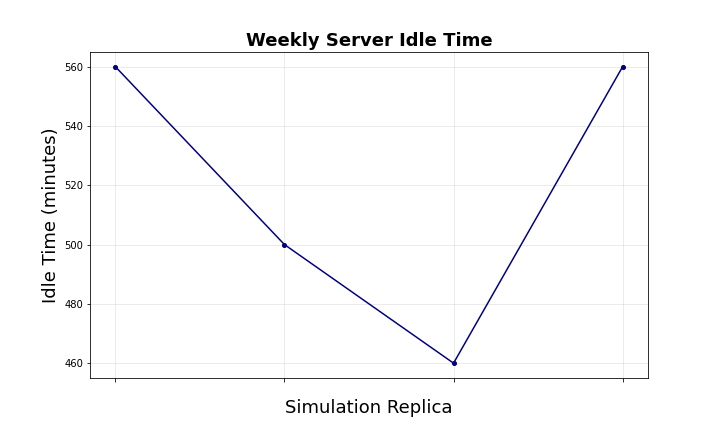 Weekly Server Idle Time
Idle Time (minutes)
560
540
520
500
480
460
Simulation Replica